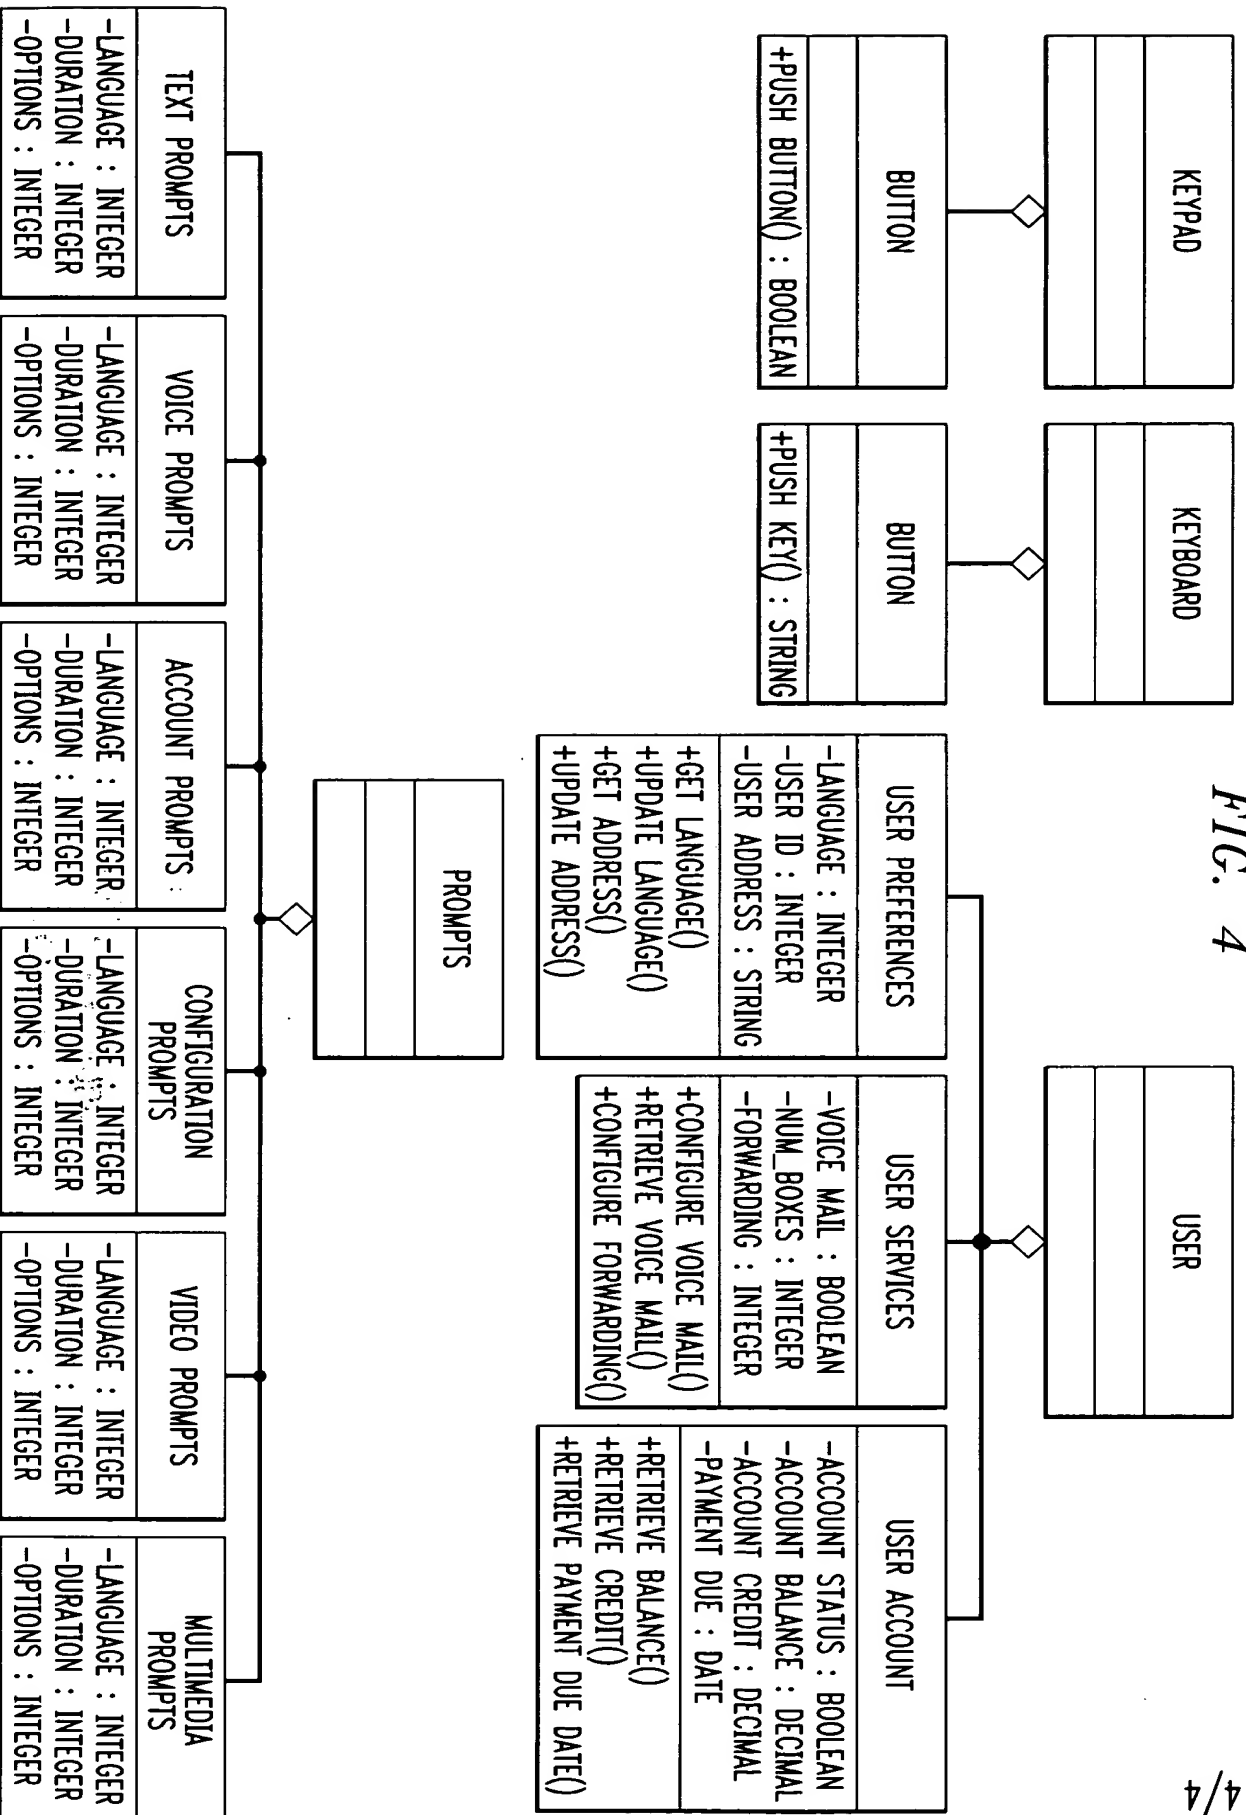 4/4
FIG. 4
KEYPAD
BUTTON
+PUSH BUTTON() : BOOLEAN
KEYBOARD
BUTTON
+PUSH KEY() : STRING
USER
USER PREFERENCES
-LANGUAGE : INTEGER
-USER ID : INTEGER
-USER ADDRESS : STRING
+GET LANGUAGE()
+UPDATE LANGUAGE()
+GET ADDRESS()
+UPDATE ADDRESS()
USER SERVICES
-VOICE MAIL : BOOLEAN
-NUM_BOXES : INTEGER
-FORWARDING : INTEGER
+CONFIGURE VOICE MAIL()
+RETRIEVE VOICE MAIL()
+CONFIGURE FORWARDING()
USER ACCOUNT
-ACCOUNT STATUS : BOOLEAN
-ACCOUNT BALANCE : DECIMAL
-ACCOUNT CREDIT : DECIMAL
-PAYMENT DUE : DATE
+RETRIEVE BALANCE()
+RETRIEVE CREDIT()
+RETRIEVE PAYMENT DUE DATE()
PROMPTS
TEXT PROMPTS
-LANGUAGE : INTEGER
-DURATION : INTEGER
-OPTIONS : INTEGER
VOICE PROMPTS
-LANGUAGE : INTEGER
-DURATION : INTEGER
-OPTIONS : INTEGER
ACCOUNT PROMPTS
-LANGUAGE : INTEGER
-DURATION : INTEGER
-OPTIONS : INTEGER
CONFIGURATION
PROMPTS
-LANGUAGE : INTEGER
-DURATION : INTEGER
-OPTIONS : INTEGER
VIDEO PROMPTS
-LANGUAGE : INTEGER
-DURATION : INTEGER
-OPTIONS : INTEGER
MULTIMEDIA
PROMPTS
-LANGUAGE : INTEGER
-DURATION : INTEGER
-OPTIONS : INTEGER